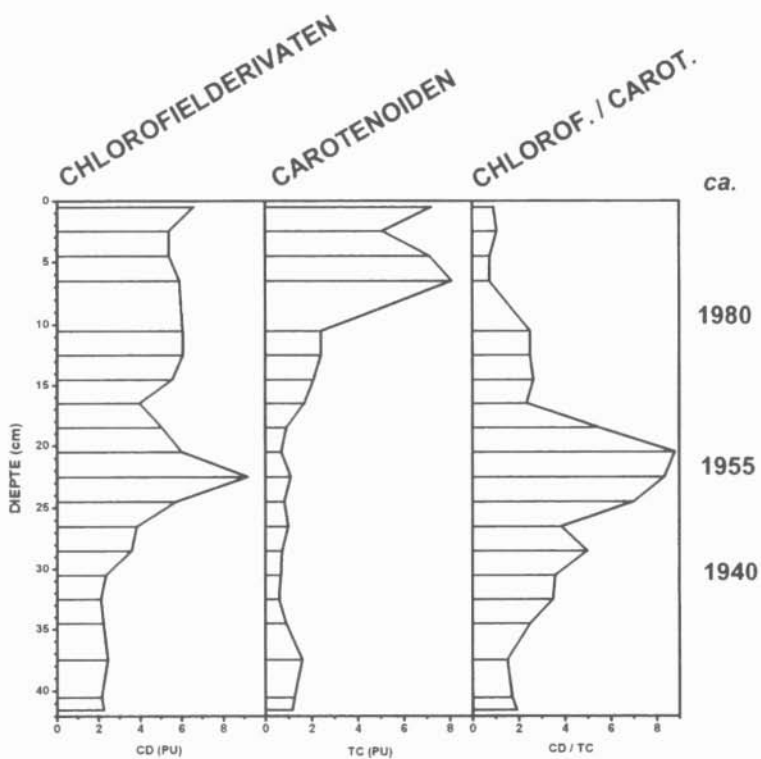 CHLOROFIELDERIVATEN
CAROTENOIDEN
CHLOROF. / CAROT.
ca.
0
5
10
15
20
25
30
35
40
DIEPTE (cm)
1980
1955
1940
0 2 4 6 8
0 2 4 6 8
0 2 4 6 8
CD (PU)
TC (PU)
CD / TC